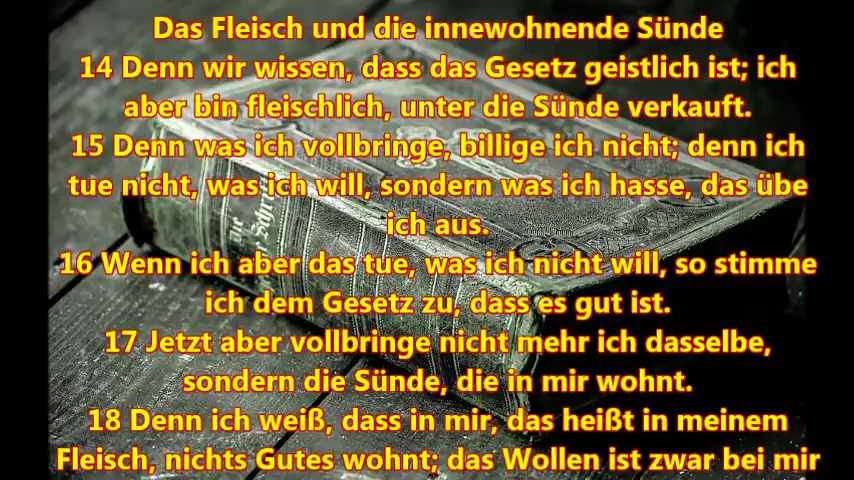 Das Fleisch und die innewohnende Sünde
14 Denn wir wissen, dass das Gesetz geistlich ist; ich
aber bin fleischlich, unter die Sünde verkauft.
15 Denn was ich vollbringe, billige ich nicht; denn ich
tue nicht, was ich will, sondern was ich hasse, das übe
ich aus.
16 Wenn ich aber das tue, was ich nicht will, so stimme
ich dem Gesetz zu, dass es gut ist.
17 Jetzt aber vollbringe nicht mehr ich dasselbe,
sondern die Sünde, die in mir wohnt.
18 Denn ich weiß, dass in mir, das heißt in meinem
Fleisch, nichts Gutes wohnt; das Wollen ist zwar bei mir